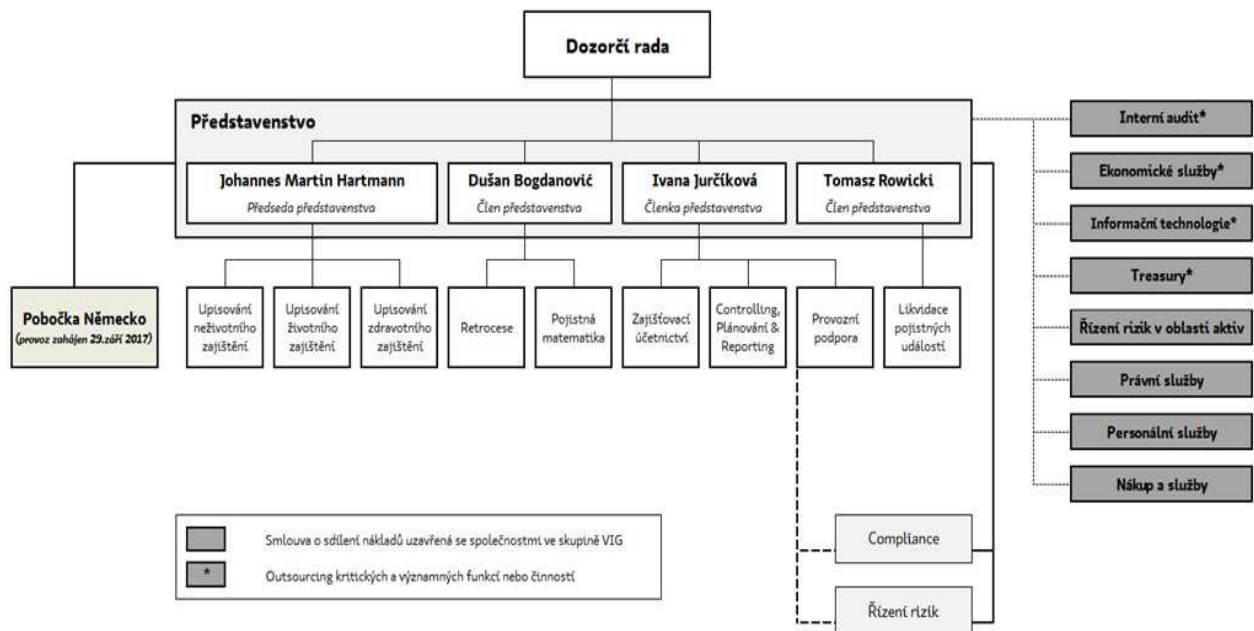 Dozorčí rada
Představenstvo
Johannes Martin Hartmann
Předseda představenstva
Dušan Bogdanović
Člen představenstva
Ivana Jurčíková
Členka představenstva
Tomasz Rowicki
Člen představenstva
Pobočka Německo
(provoz zahájen 29.září 2017)
Upisování
neživotního
zajištění
Upisování
životního
zajištění
Upisování
zdravotního
zajištění
Retrocese
Pojistná
matematika
Zajišťovací
účetnictví
Controlling,
Plánování &
Reporting
Provozní
podpora
Likvidace
pojistných
událostí
Interní audit*
Ekonomické služby*
Informační technologie*
Treasury*
Řízení rizik v oblasti aktiv
Právní služby
Personální služby
Nákup a služby
Compliance
Řízení rizik
Smlouva o sdílení nákladů uzavřená se společnostmi ve skupině VIG
* Outsourcing kritických a významných funkcí nebo činností